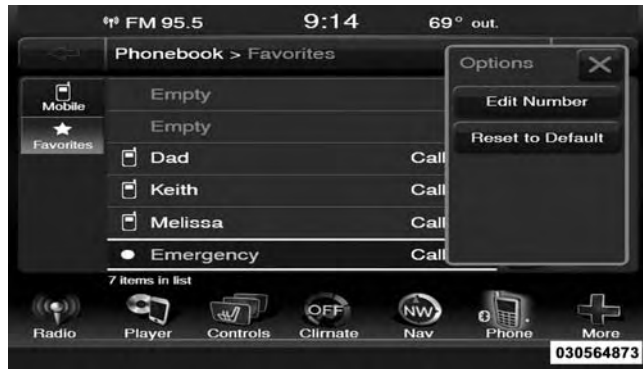 FM 95.5 9:14 69° out.
Phonebook > Favorites
Options
Mobile
Favorites
Empty
Empty
Dad Call
Keith Call
Melissa Call
Emergency Call
Edit Number
Reset to Default
7 items in list
Radio Player Controls OFF Climate NW Nav Phone More
030564873